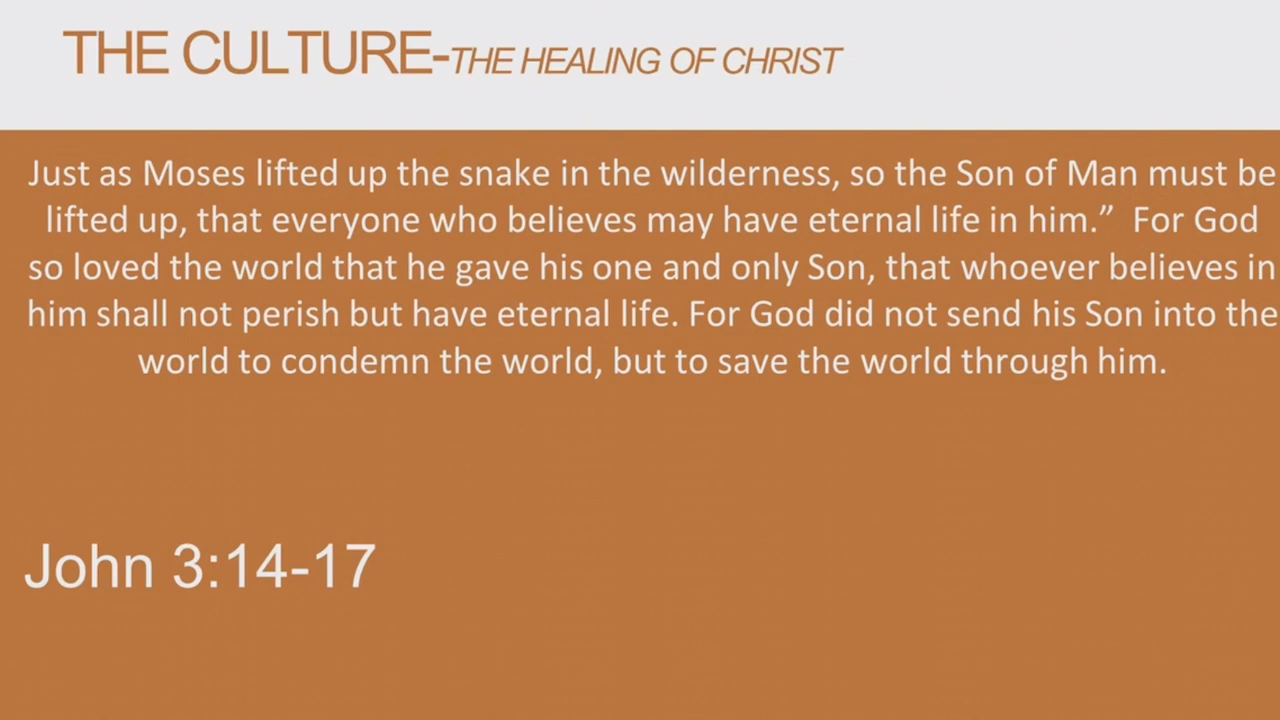 THE CULTURE-THE HEALING OF CHRIST
Just as Moses lifted up the snake in the wilderness, so the Son of Man must be
lifted up, that everyone who believes may have eternal life in him.”  For God
so loved the world that he gave his one and only Son, that whoever believes in
him shall not perish but have eternal life. For God did not send his Son into the
world to condemn the world, but to save the world through him.
John 3:14-17